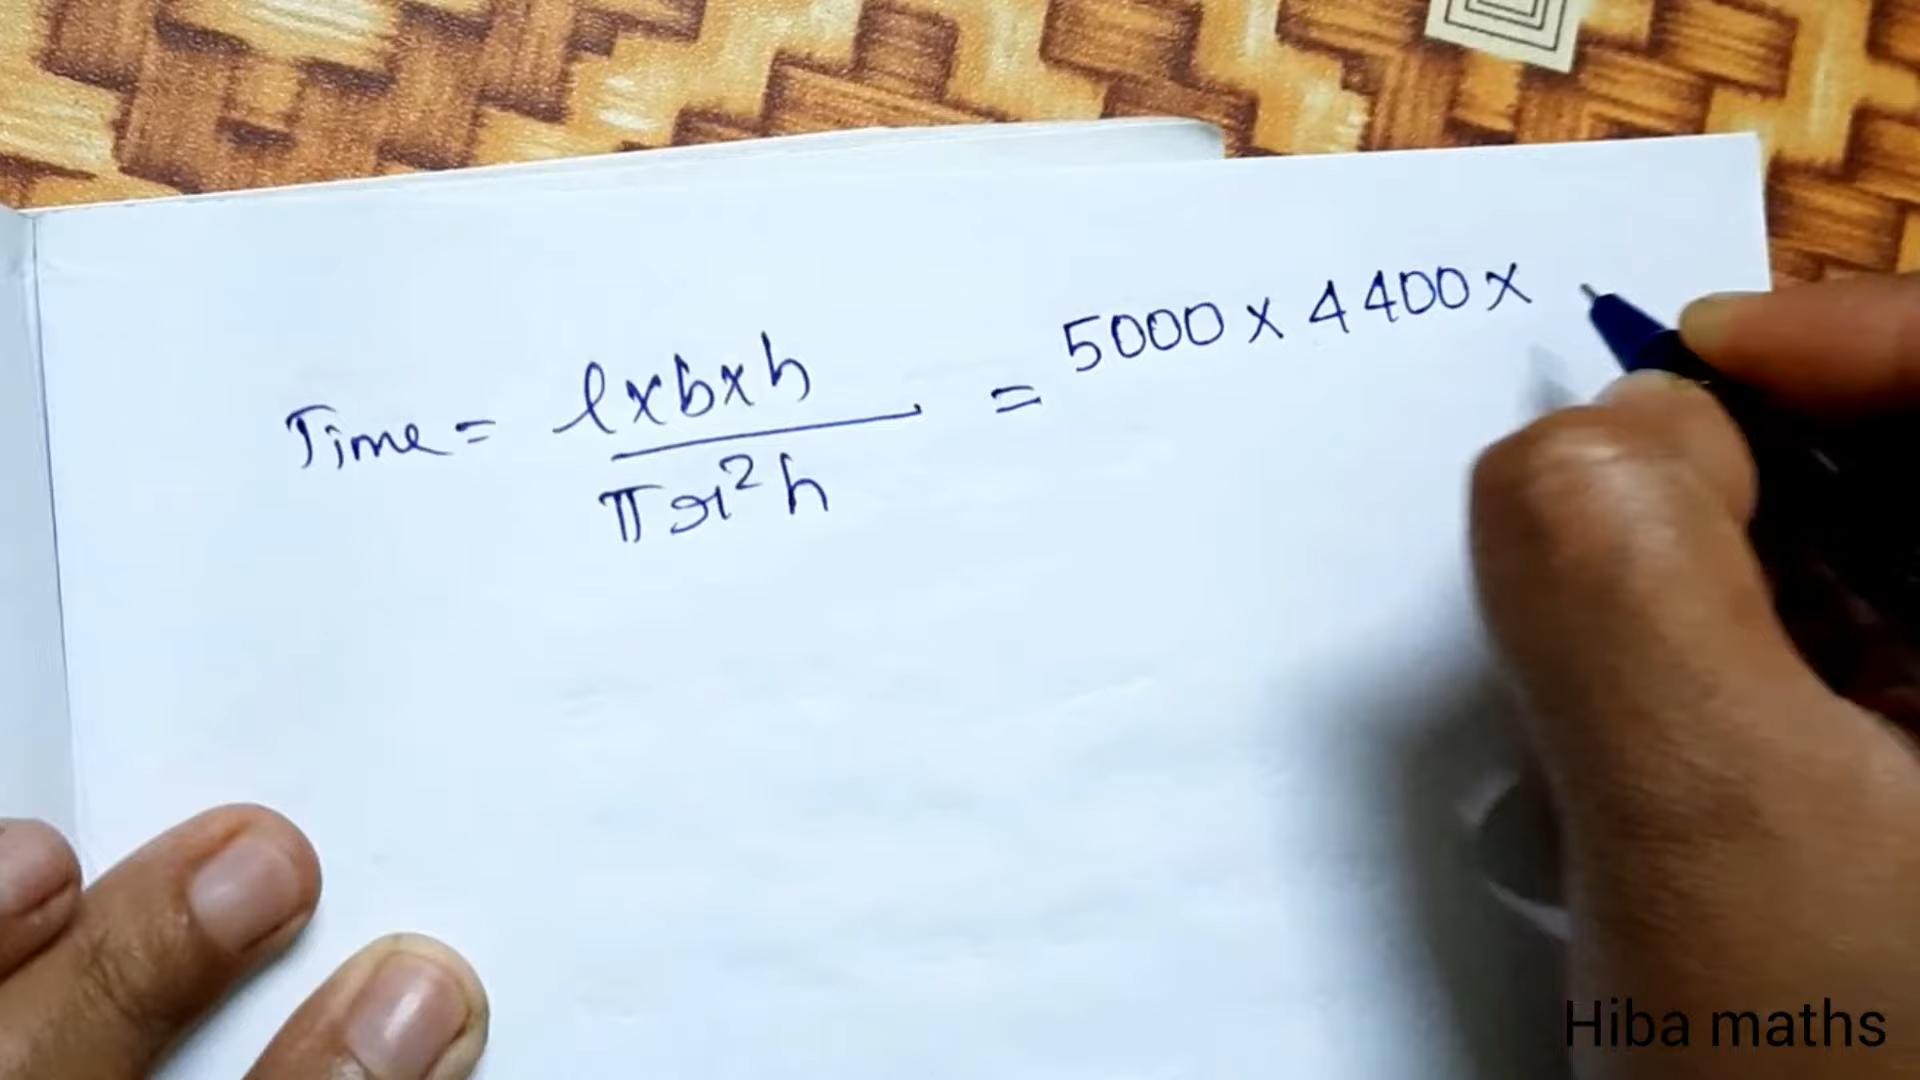 Time = l×b×h / πr²h = 5000 × 4400 ×
Hiba maths